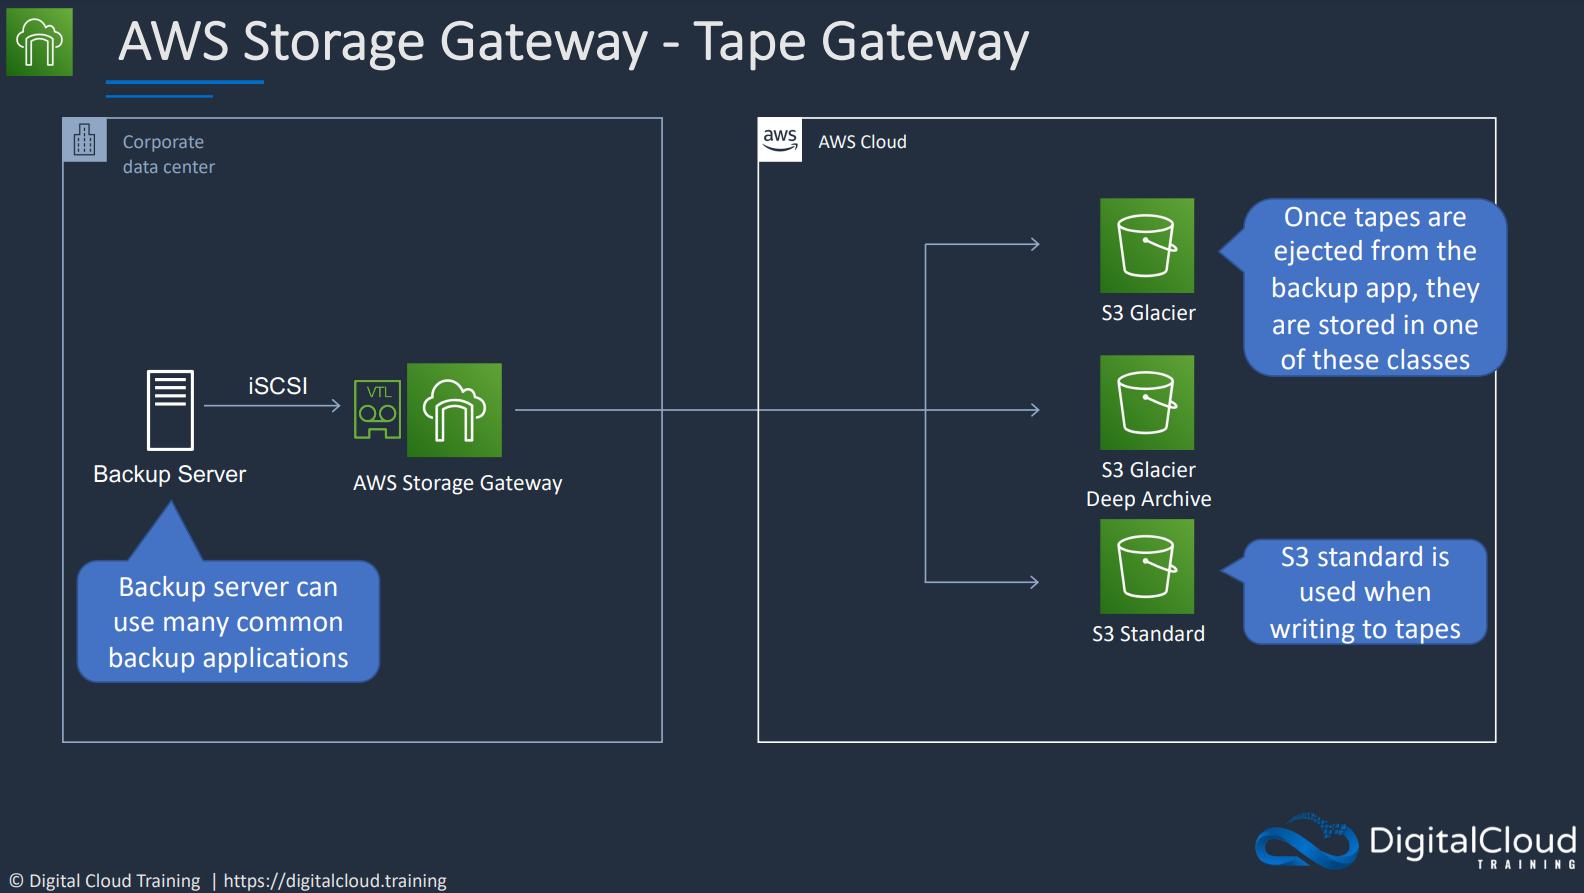 AWS Storage Gateway - Tape Gateway
Corporate
data center
aws
AWS Cloud
Once tapes are
ejected from the
backup app, they
are stored in one
of these classes
S3 Glacier
iSCSI
VTL
Backup Server
AWS Storage Gateway
S3 Glacier
Deep Archive
Backup server can
use many common
backup applications
S3 standard is
used when
writing to tapes
S3 Standard
DigitalCloud
TRAINING
© Digital Cloud Training | https://digitalcloud.training